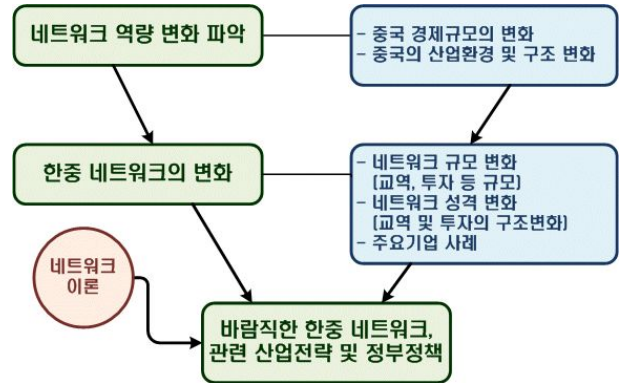 네트워크 역량 변화 파악
- 중국 경제규모의 변화
- 중국의 산업환경 및 구조 변화
한중 네트워크의 변화
- 네트워크 규모 변화
(교역, 투자 등 규모)
- 네트워크 성격 변화
(교역 및 투자의 구조변화)
- 주요기업 사례
네트워크
이론
바람직한 한중 네트워크,
관련 산업전략 및 정부정책